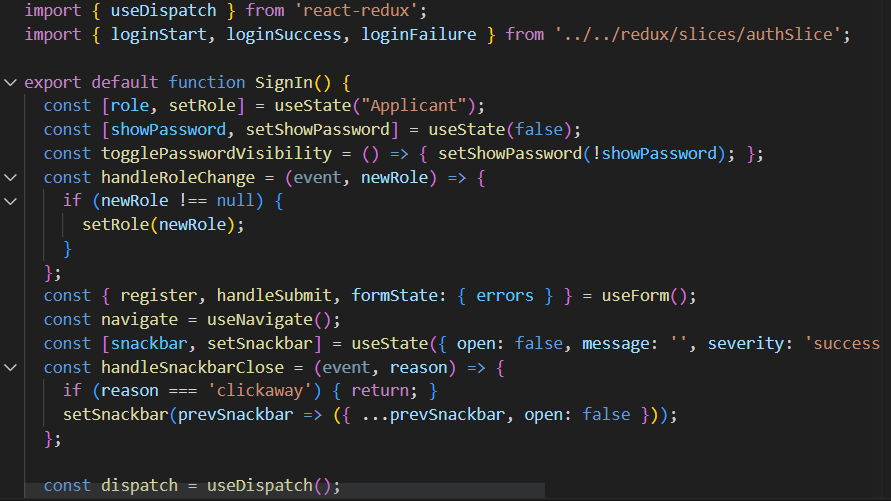 import { useDispatch } from 'react-redux';
import { loginStart, loginSuccess, loginFailure } from '../../redux/slices/authSlice';
export default function SignIn() {
const [role, setRole] = useState("Applicant");
const [showPassword, setShowPassword] = useState(false);
const togglePasswordVisibility = () => { setShowPassword(!showPassword); };
const handleRoleChange = (event, newRole) => {
if (newRole !== null) {
setRole(newRole);
}
};
const { register, handleSubmit, formState: { errors } } = useForm();
const navigate = useNavigate();
const [snackbar, setSnackbar] = useState({ open: false, message: '', severity: 'success
const handleSnackbarClose = (event, reason) => {
if (reason === 'clickaway') { return; }
setSnackbar(prevSnackbar => ({ ...prevSnackbar, open: false }));
};
const dispatch = useDispatch();